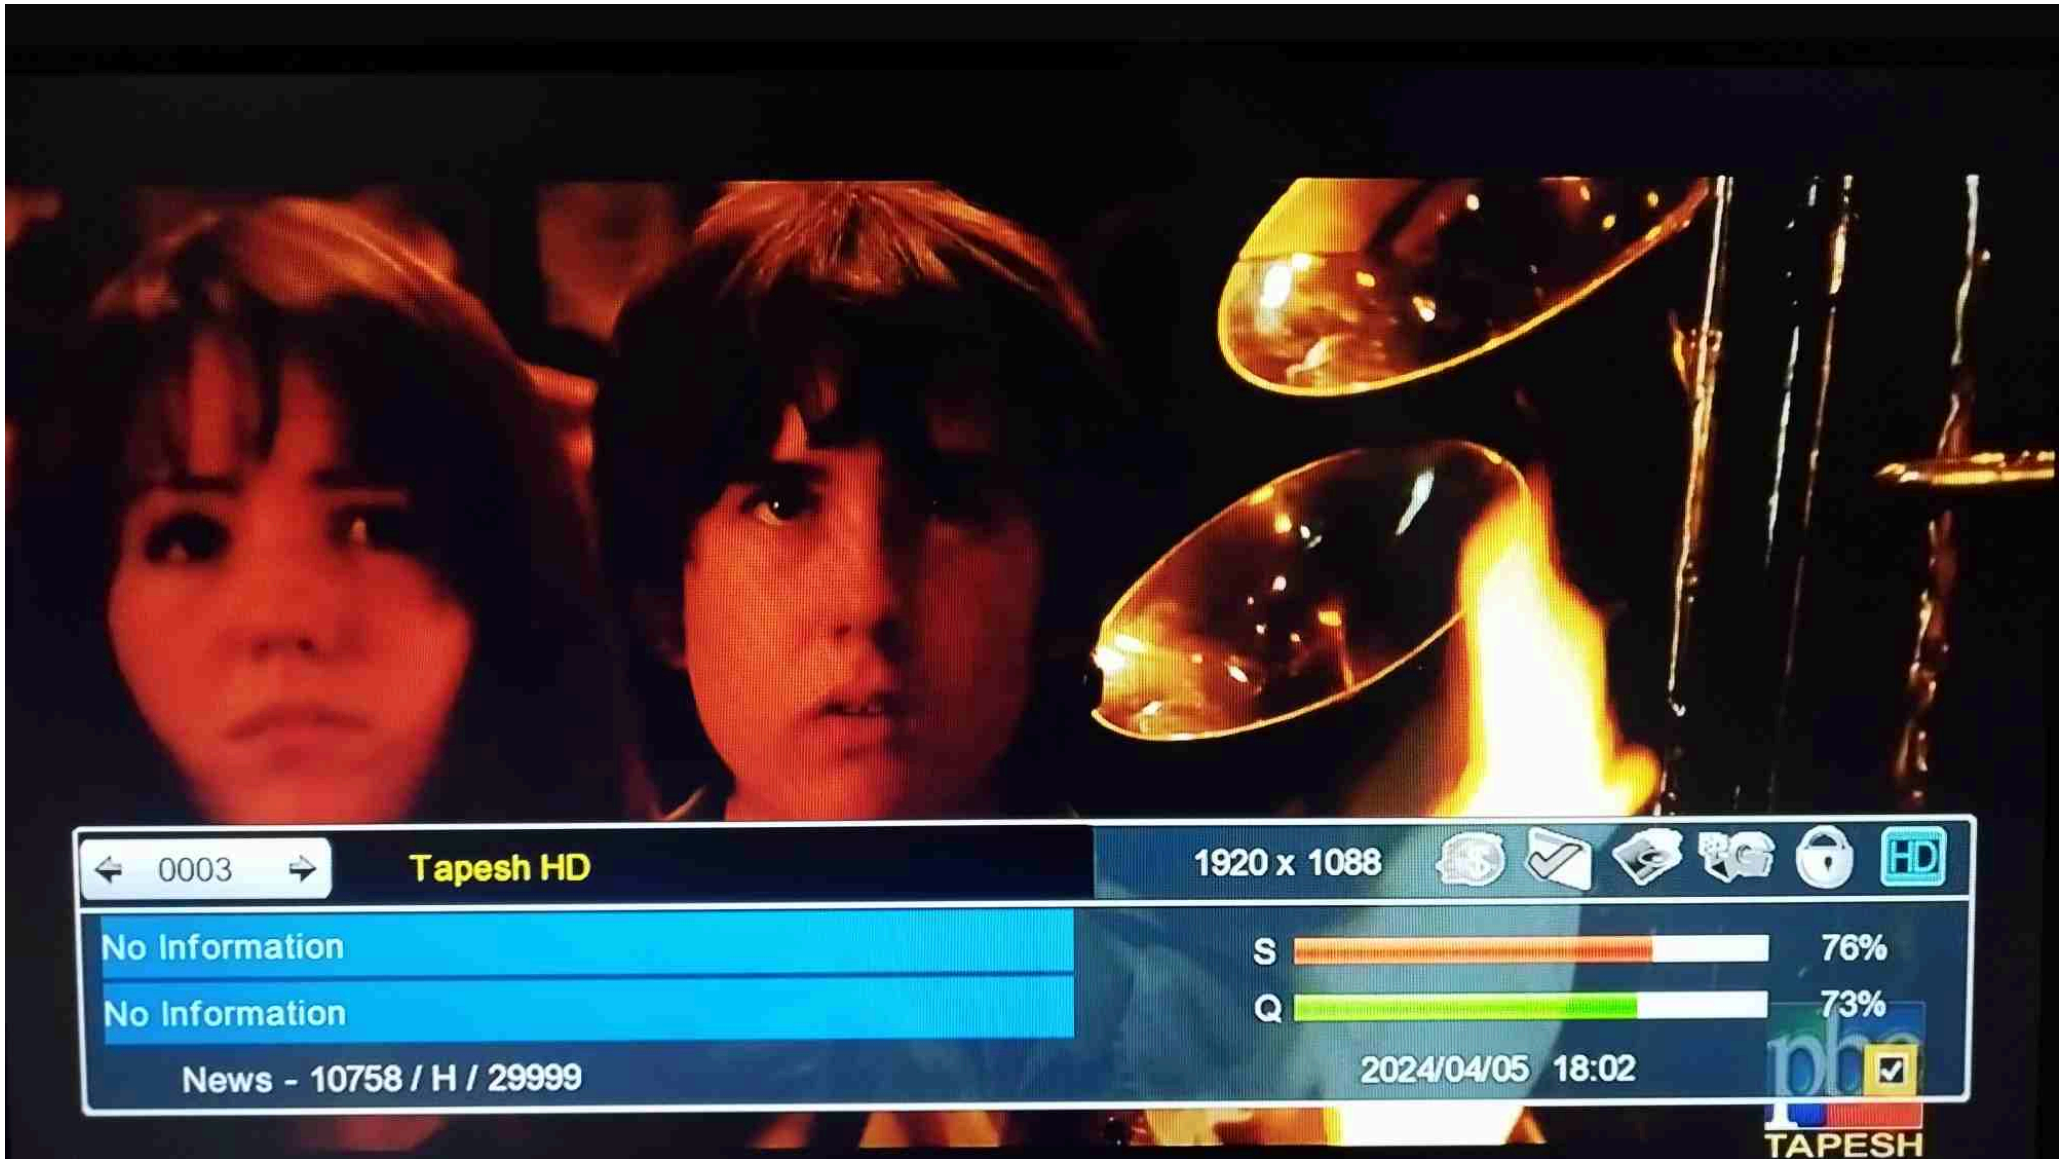 0003 Tapesh HD 1920 x 1088 HD
No Information
S 76%
No Information
Q 73%
News - 10758 / H / 29999
2024/04/05 18:02
TAPESH